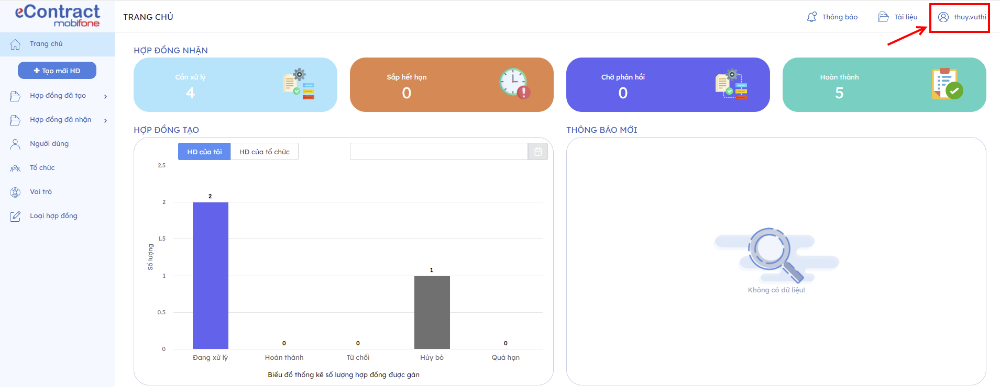 eContract
mobifone
TRANG CHỦ
Thông báo
Tài liệu
thuy.vuthi
Trang chủ
Tạo mới HĐ
Hợp đồng đã tạo
Hợp đồng đã nhận
Người dùng
Tổ chức
Vai trò
Loại hợp đồng
HỢP ĐỒNG NHẬN
Cần xử lý
4
Sắp hết hạn
0
Chờ phản hồi
0
Hoàn thành
5
HỢP ĐỒNG TẠO
HĐ của tôi
HĐ của tổ chức
2.5
2
1.5
1
0.5
0
Số lượng
2
0
0
1
0
Đang xử lý
Hoàn thành
Từ chối
Hủy bỏ
Quá hạn
Biểu đồ thống kê số lượng hợp đồng được gán
THÔNG BÁO MỚI
Không có dữ liệu!